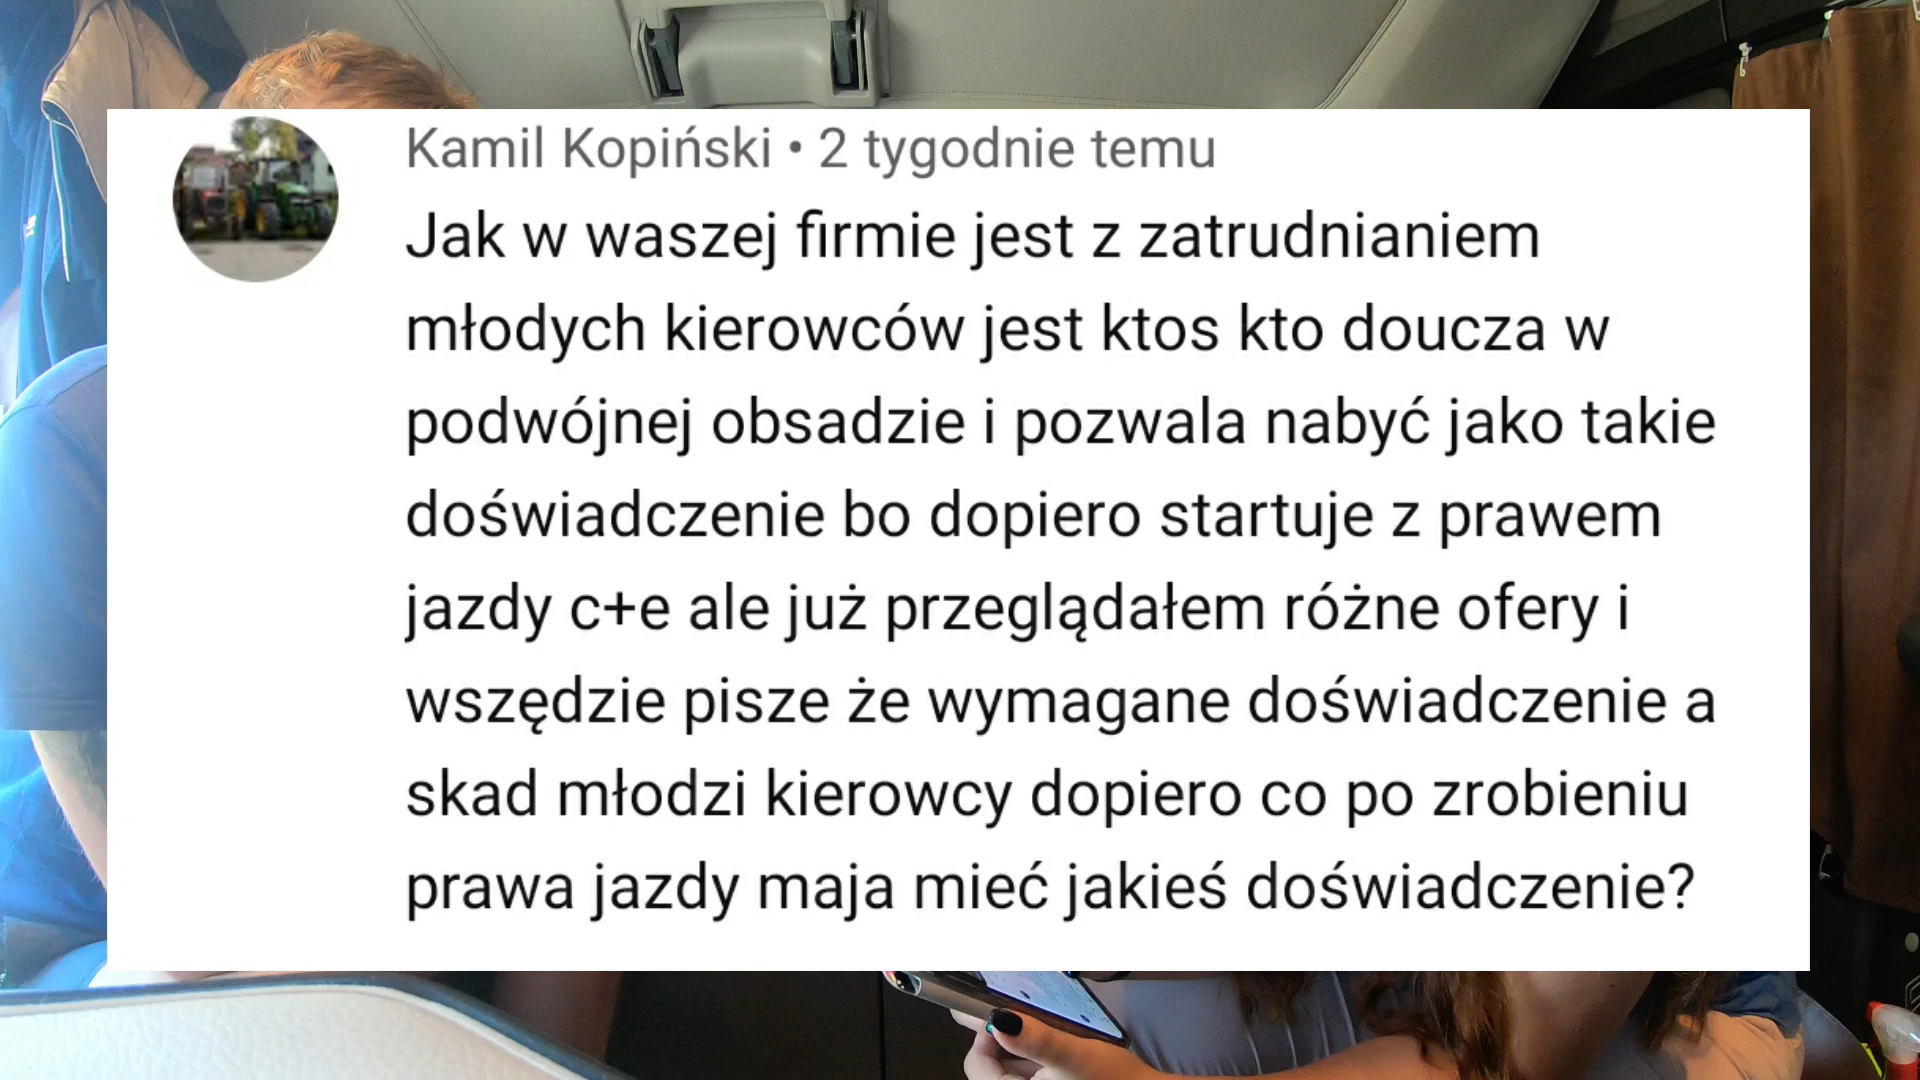 Kamil Kopiński • 2 tygodnie temu
Jak w waszej firmie jest z zatrudnianiem
młodych kierowców jest ktos kto doucza w
podwójnej obsadzie i pozwala nabyć jako takie
doświadczenie bo dopiero startuje z prawem
jazdy c+e ale już przeglądałem różne ofery i
wszędzie pisze że wymagane doświadczenie a
skad młodzi kierowcy dopiero co po zrobieniu
prawa jazdy maja mieć jakieś doświadczenie?